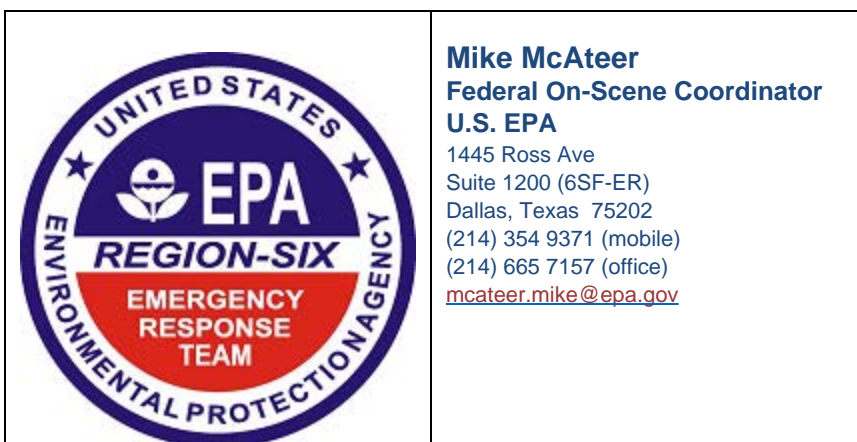 UNITED STATES
EPA
REGION-SIX
EMERGENCY
RESPONSE
TEAM
ENVIRONMENTAL PROTECTION AGENCY
Mike McAteer
Federal On-Scene Coordinator
U.S. EPA
1445 Ross Ave
Suite 1200 (6SF-ER)
Dallas, Texas  75202
(214) 354 9371 (mobile)
(214) 665 7157 (office)
mcateer.mike@epa.gov